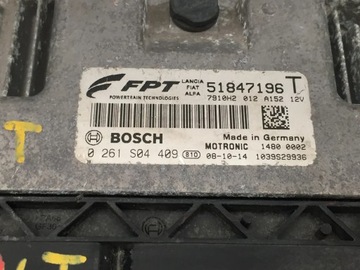 FPT
POWERTRAIN TECHNOLOGIES
LANCIA
FIAT
ALFA
51847196 T
7910H2 012 A152 12V
BOSCH
Made in Germany
MOTRONIC 1480 0002
0 261 S04 409 81D 08-10-14 1039S29936
T
T